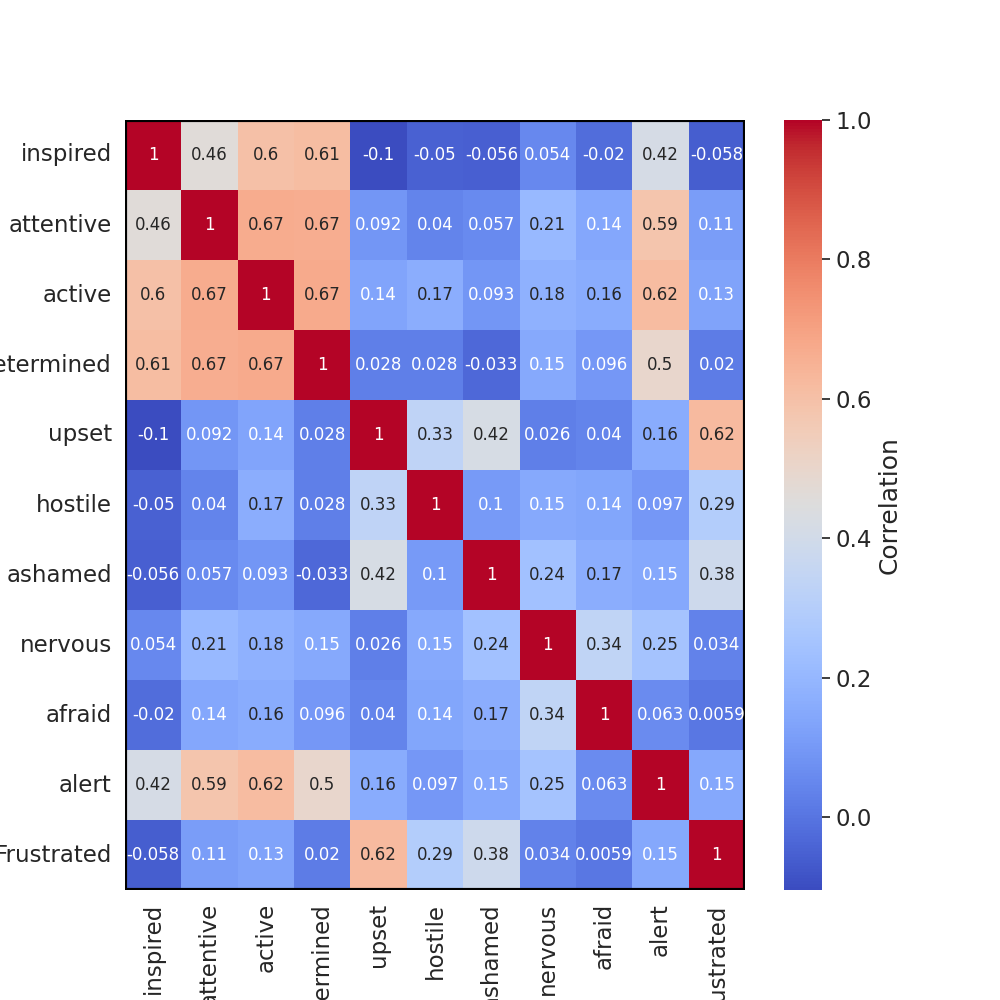 1.0
inspired 1 0.46 0.6 0.61 -0.1 -0.05 -0.056 0.054 -0.02 0.42 -0.058
attentive 0.46 1 0.67 0.67 0.092 0.04 0.057 0.21 0.14 0.59 0.11
0.8
active 0.6 0.67 1 0.67 0.14 0.17 0.093 0.18 0.16 0.62 0.13
etermined 0.61 0.67 0.67 1 0.028 0.028 -0.033 0.15 0.096 0.5 0.02
0.6
upset -0.1 0.092 0.14 0.028 1 0.33 0.42 0.026 0.04 0.16 0.62
hostile -0.05 0.04 0.17 0.028 0.33 1 0.1 0.15 0.14 0.097 0.29
Correlation
0.4
ashamed -0.056 0.057 0.093 -0.033 0.42 0.1 1 0.24 0.17 0.15 0.38
nervous 0.054 0.21 0.18 0.15 0.026 0.15 0.24 1 0.34 0.25 0.034
0.2
afraid -0.02 0.14 0.16 0.096 0.04 0.14 0.17 0.34 1 0.063 0.0059
alert 0.42 0.59 0.62 0.5 0.16 0.097 0.15 0.25 0.063 1 0.15
0.0
Frustrated -0.058 0.11 0.13 0.02 0.62 0.29 0.38 0.034 0.0059 0.15 1
inspired attentive active ermined upset hostile shamed nervous afraid alert ustrated